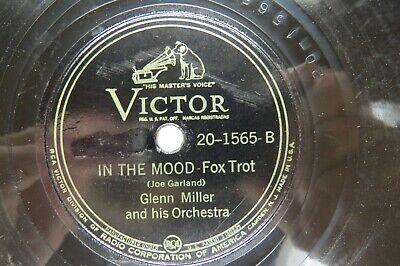 "HIS MASTER'S VOICE"
VICTOR
REG. U. S. PAT. OFF. MARCAS REGISTRADAS
20-1565-B
IN THE MOOD-Fox Trot
(Joe Garland)
Glenn Miller
and his Orchestra
RCA
RCA VICTOR DIVISION OF RADIO CORPORATION OF AMERICA
CAMDEN, N. J. MADE IN U.S.A.